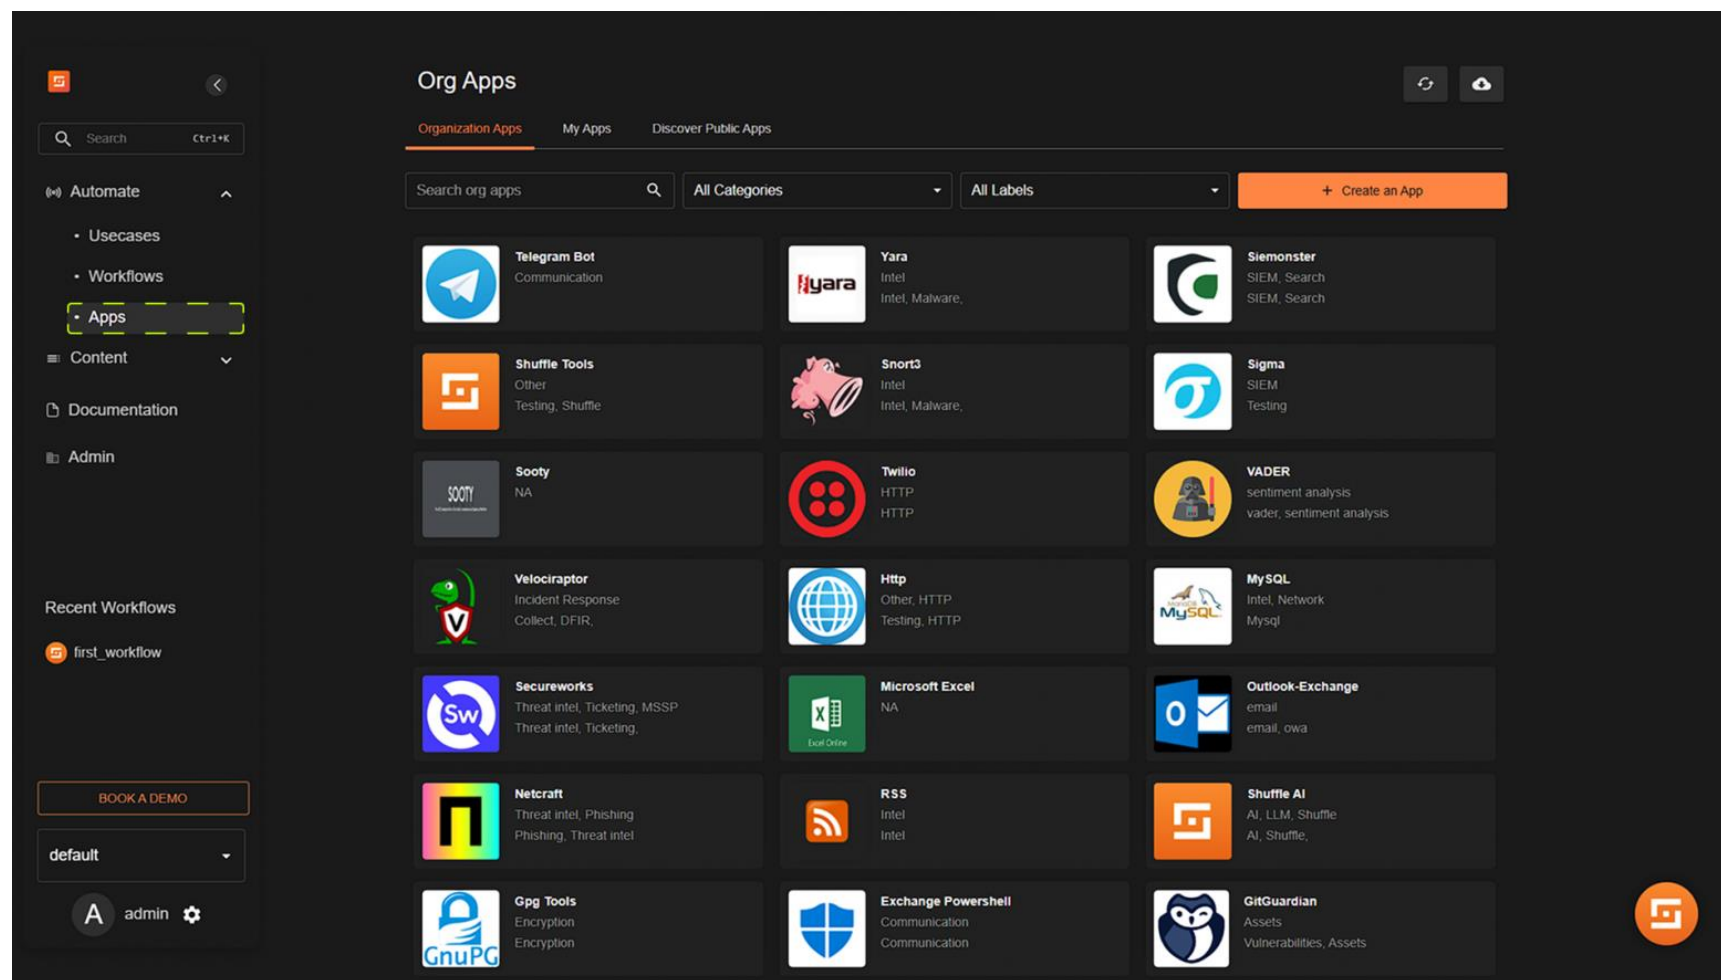 Search Ctrl+K
Automate
Usecases
Workflows
Apps
Content
Documentation
Admin
Recent Workflows
first_workflow
BOOK A DEMO
default
A admin
Org Apps
Organization Apps My Apps Discover Public Apps
Search org apps All Categories All Labels + Create an App
Telegram Bot
Communication
yara
Yara
Intel
Intel, Malware,
Siemonster
SIEM, Search
SIEM, Search
Shuffle Tools
Other
Testing, Shuffle
Snort3
Intel
Intel, Malware,
Sigma
SIEM
Testing
SOOTY
Sooty
NA
Twilio
HTTP
HTTP
VADER
sentiment analysis
vader, sentiment analysis
V
Velociraptor
Incident Response
Collect, DFIR,
Http
Other, HTTP
Testing, HTTP
MariaDB
MySQL
MySQL
Intel, Network
Mysql
Sw
Secureworks
Threat intel, Ticketing, MSSP
Threat intel, Ticketing,
X
Excel Online
Microsoft Excel
NA
O
Outlook-Exchange
email
email, owa
n
Netcraft
Threat intel, Phishing
Phishing, Threat intel
RSS
Intel
Intel
Shuffle AI
AI, LLM, Shuffle
AI, Shuffle,
GnuPG
Gpg Tools
Encryption
Encryption
Exchange Powershell
Communication
Communication
GitGuardian
Assets
Vulnerabilities, Assets